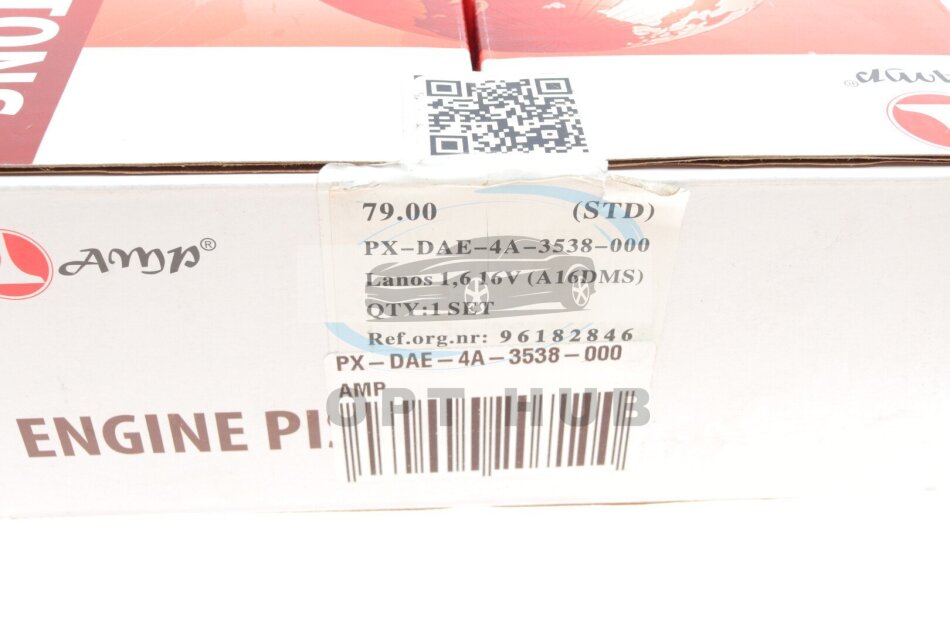 TONS
AMP®
AMP®
79.00 (STD)
PX-DAE-4A-3538-000
Lanos 1,6 16V (A16DMS)
QTY:1 SET
Ref.org.nr: 96182846
PX-DAE-4A-3538-000
AMP
OPT HUB
ENGINE PI